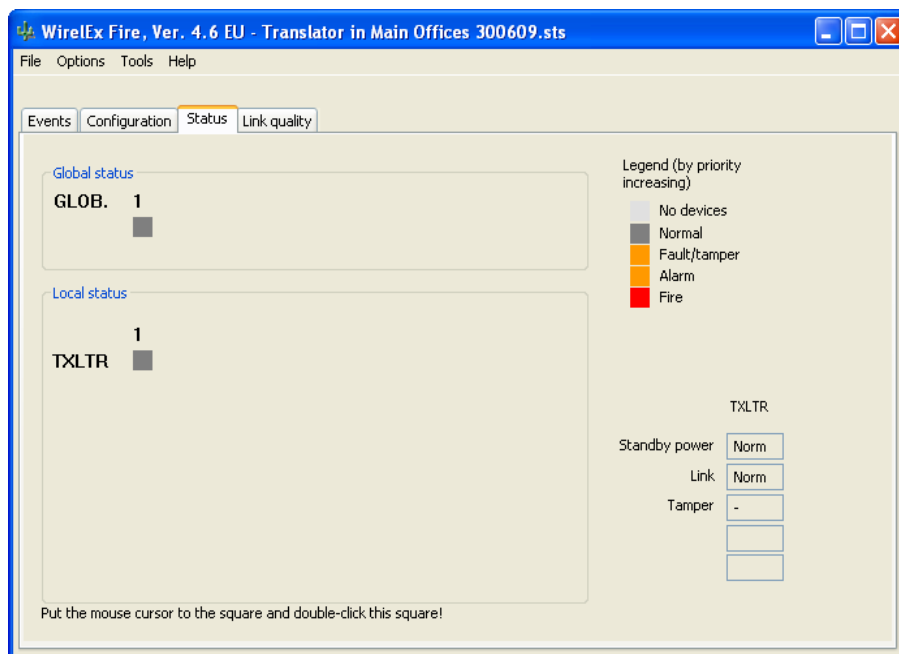 WirelEx Fire, Ver. 4.6 EU - Translator in Main Offices 300609.sts
File Options Tools Help
Events Configuration Status Link quality
Global status
GLOB. 1
Local status
1
TXLTR
Legend (by priority
increasing)
No devices
Normal
Fault/tamper
Alarm
Fire
TXLTR
Standby power Norm
Link Norm
Tamper -
Put the mouse cursor to the square and double-click this square!